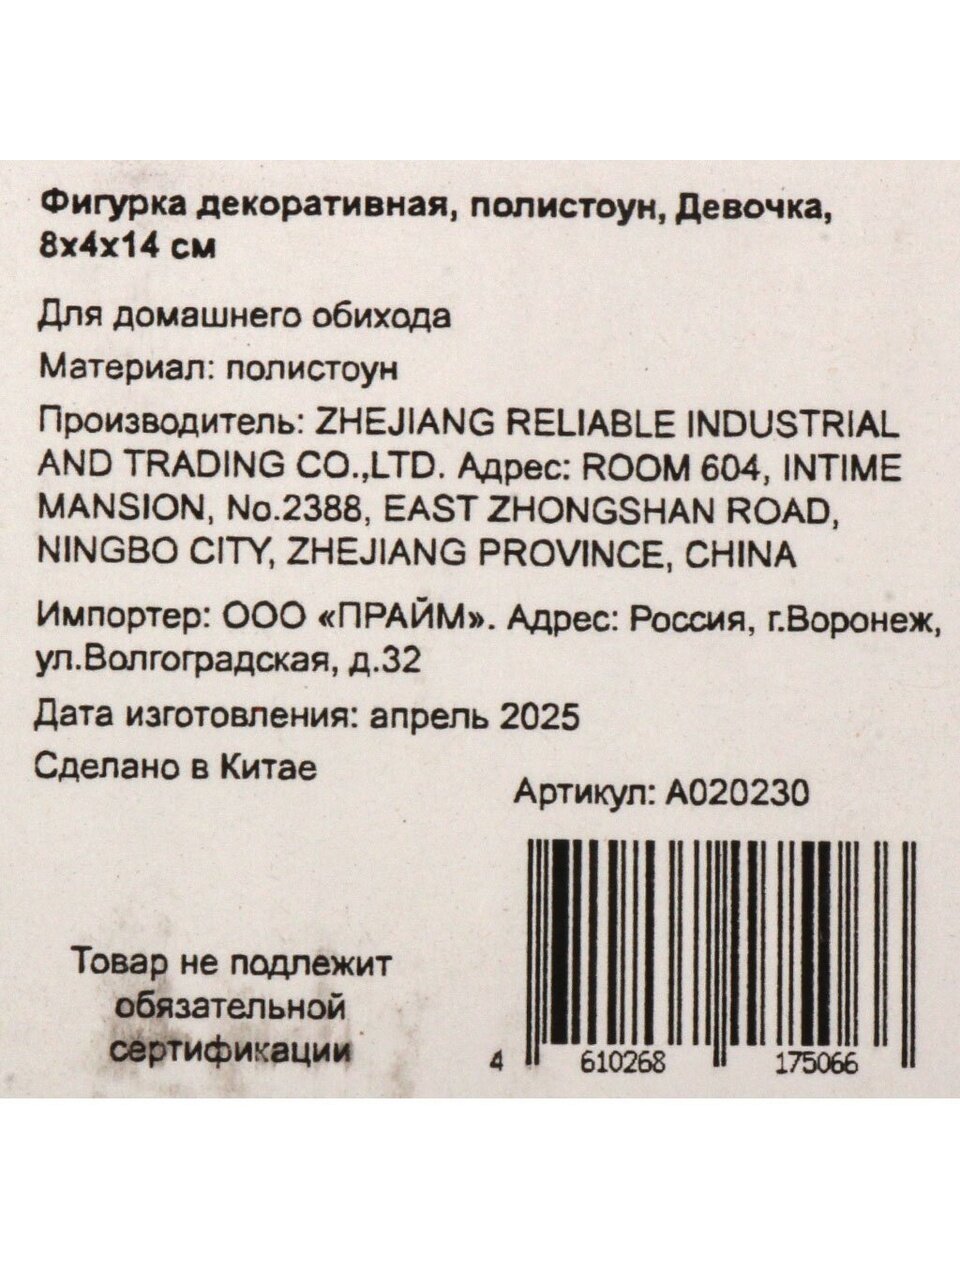 Фигурка декоративная, полистоун, Девочка,
8x4x14 см
Для домашнего обихода
Материал: полистоун
Производитель: ZHEJIANG RELIABLE INDUSTRIAL
AND TRADING CO.,LTD. Адрес: ROOM 604, INTIME
MANSION, No.2388, EAST ZHONGSHAN ROAD,
NINGBO CITY, ZHEJIANG PROVINCE, CHINA
Импортер: ООО «ПРАЙМ». Адрес: Россия, г.Воронеж,
ул.Волгоградская, д.32
Дата изготовления: апрель 2025
Сделано в Китае
Артикул: A020230
Товар не подлежит
обязательной
сертификации
4 610268 175066